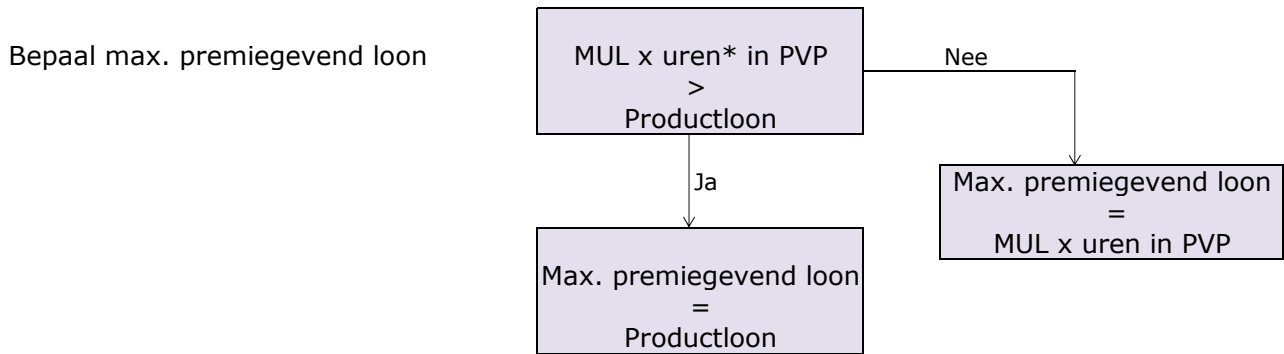 Bepaal max. premiegevend loon
MUL x uren* in PVP
>
Productloon
Nee
Ja
Max. premiegevend loon
=
MUL x uren in PVP
Max. premiegevend loon
=
Productloon